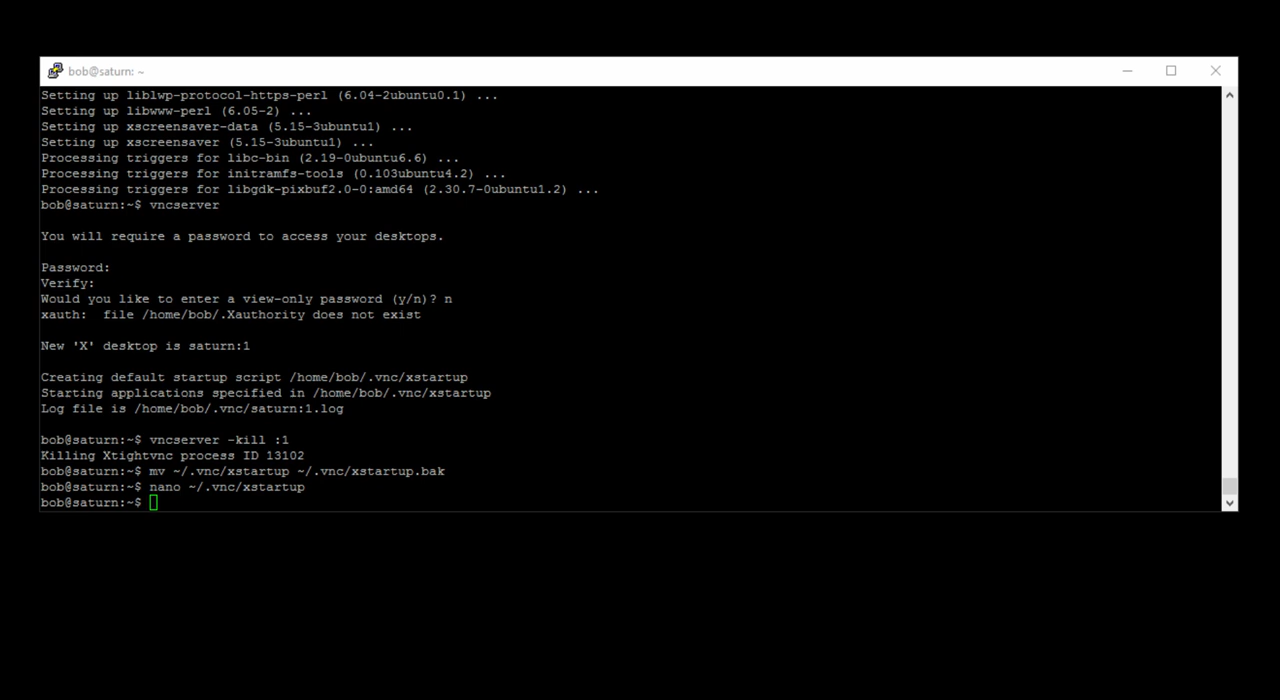 bob@saturn: ~
Setting up liblwp-protocol-https-perl (6.04-2ubuntu0.1) ...
Setting up libwww-perl (6.05-2) ...
Setting up xscreensaver-data (5.15-3ubuntu1) ...
Setting up xscreensaver (5.15-3ubuntu1) ...
Processing triggers for libc-bin (2.19-0ubuntu6.6) ...
Processing triggers for initramfs-tools (0.103ubuntu4.2) ...
Processing triggers for libgdk-pixbuf2.0-0:amd64 (2.30.7-0ubuntu1.2) ...
bob@saturn:~$ vncserver
You will require a password to access your desktops.
Password:
Verify:
Would you like to enter a view-only password (y/n)? n
xauth:  file /home/bob/.Xauthority does not exist
New 'X' desktop is saturn:1
Creating default startup script /home/bob/.vnc/xstartup
Starting applications specified in /home/bob/.vnc/xstartup
Log file is /home/bob/.vnc/saturn:1.log
bob@saturn:~$ vncserver -kill :1
Killing Xtightvnc process ID 13102
bob@saturn:~$ mv ~/.vnc/xstartup ~/.vnc/xstartup.bak
bob@saturn:~$ nano ~/.vnc/xstartup
bob@saturn:~$